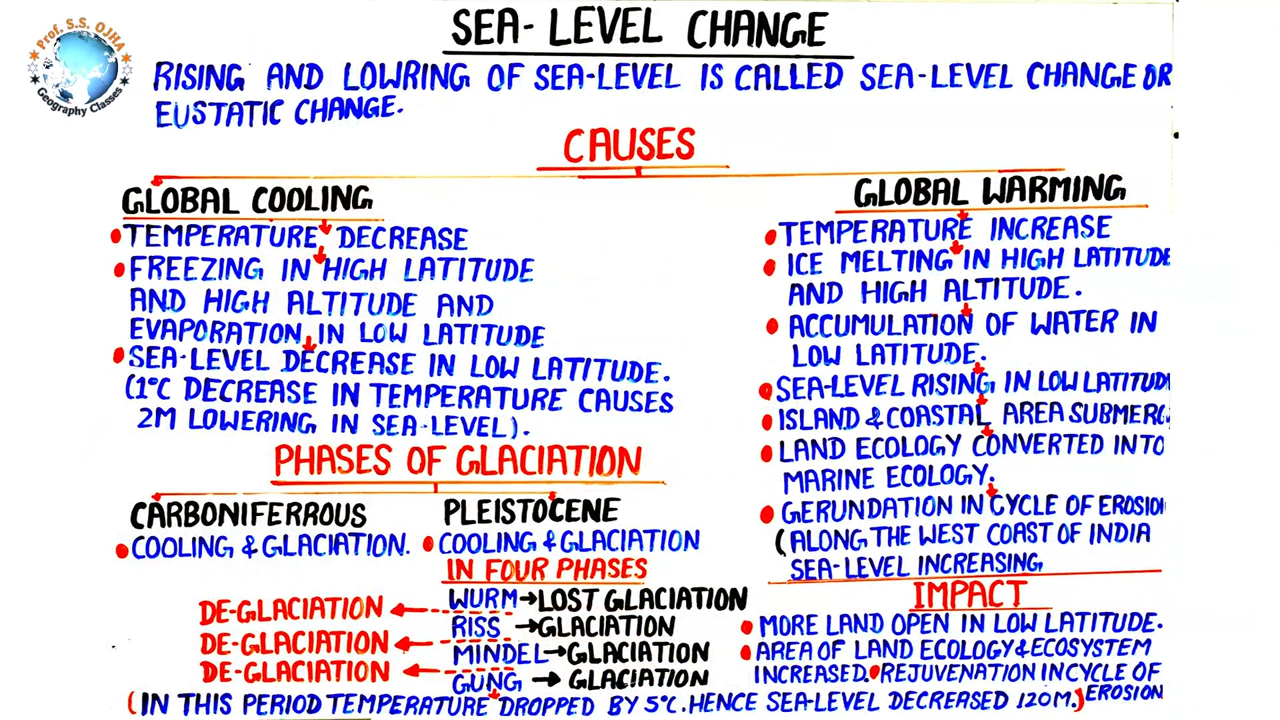 Prof. S.S. OJHA
Geography Classes
SEA-LEVEL CHANGE
RISING AND LOWRING OF SEA-LEVEL IS CALLED SEA-LEVEL CHANGE OR
EUSTATIC CHANGE.
CAUSES
GLOBAL COOLING
TEMPERATURE DECREASE
FREEZING IN HIGH LATITUDE
AND HIGH ALTITUDE AND
EVAPORATION IN LOW LATITUDE
SEA-LEVEL DECREASE IN LOW LATITUDE.
(1°C DECREASE IN TEMPERATURE CAUSES
2M LOWERING IN SEA-LEVEL).
GLOBAL WARMING
TEMPERATURE INCREASE
ICE MELTING IN HIGH LATITUDE
AND HIGH ALTITUDE.
ACCUMULATION OF WATER IN
LOW LATITUDE.
SEA-LEVEL RISING IN LOW LATITUD
ISLAND & COASTAL AREA SUBMERG
LAND ECOLOGY CONVERTED INTO
MARINE ECOLOGY.
GERUNDATION IN CYCLE OF EROSIO
(ALONG THE WEST COAST OF INDIA
SEA-LEVEL INCREASING
PHASES OF GLACIATION
CARBONIFERROUS
COOLING & GLACIATION.
PLEISTOCENE
COOLING & GLACIATION
IN FOUR PHASES
WURM→LOST GLACIATION
DE-GLACIATION
RISS →GLACIATION
DE-GLACIATION
MINDEL→GLACIATION
DE-GLACIATION
GUNG → GLACIATION
IMPACT
MORE LAND OPEN IN LOW LATITUDE.
AREA OF LAND ECOLOGY & ECOSYSTEM
INCREASED. REJUVENATION IN CYCLE OF
EROSION
(IN THIS PERIOD TEMPERATURE DROPPED BY 5°C. HENCE SEA-LEVEL DECREASED 120M.)